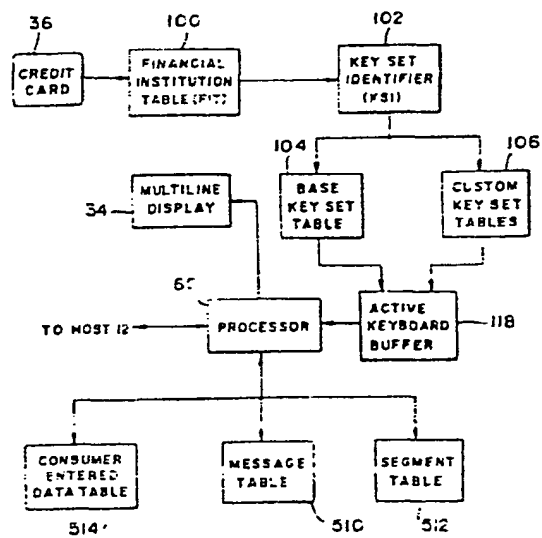 36
100
102
CREDIT
CARD
FINANCIAL
INSTITUTION
TABLE (FIT)
KEY SET
IDENTIFIER
(KSI)
104
106
MULTILINE
DISPLAY
34
BASE
KEY SET
TABLE
CUSTOM
KEY SET
TABLES
TO HOST 12
PROCESSOR
ACTIVE
KEYBOARD
BUFFER
118
CONSUMER
ENTERED
DATA TABLE
MESSAGE
TABLE
SEGMENT
TABLE
514
510
512